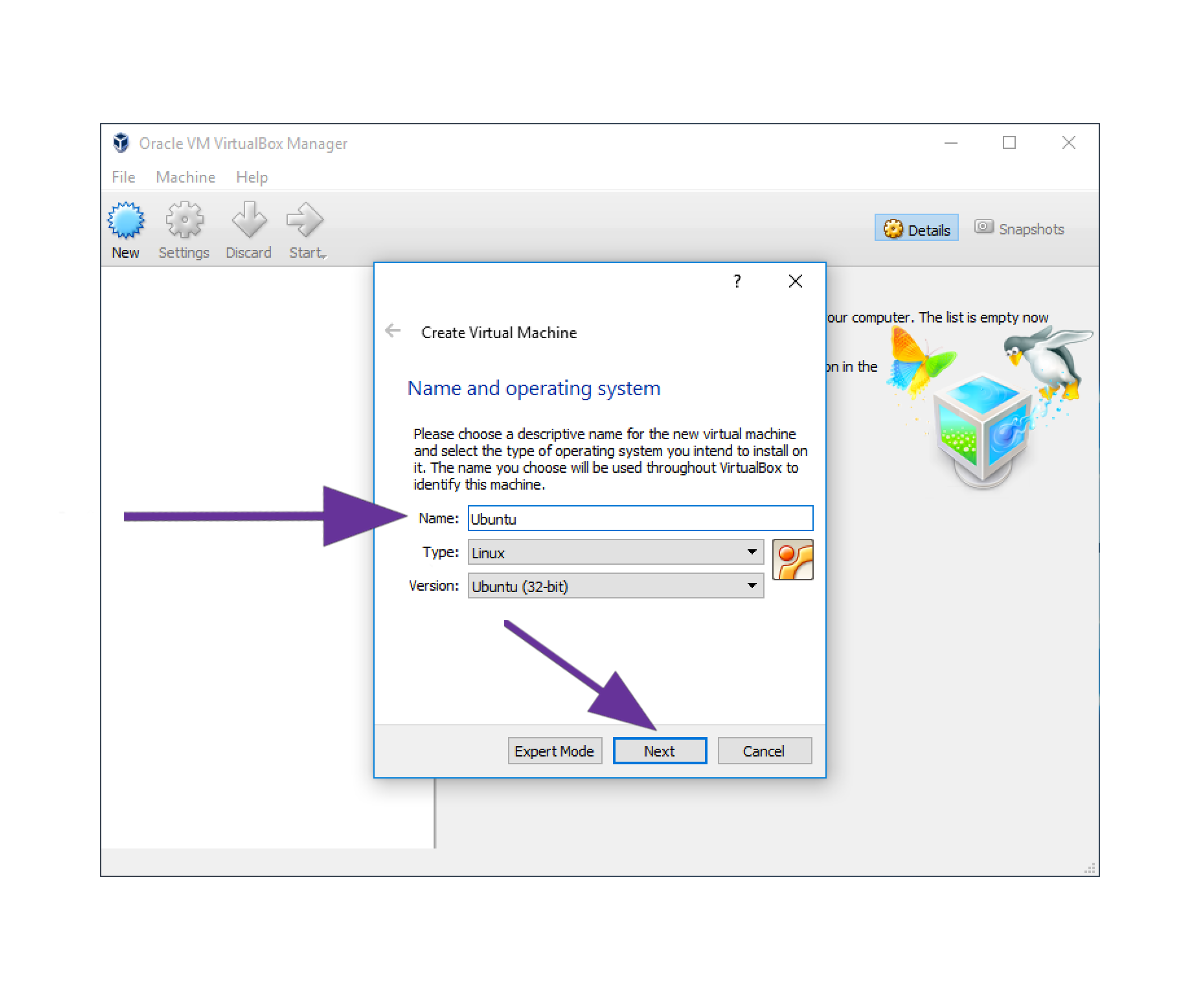 Oracle VM VirtualBox Manager
File Machine Help
New Settings Discard Start
Details Snapshots
our computer. The list is empty now
on in the
?
Create Virtual Machine
Name and operating system
Please choose a descriptive name for the new virtual machine
and select the type of operating system you intend to install on
it. The name you choose will be used throughout VirtualBox to
identify this machine.
Name: Ubuntu
Type: Linux
Version: Ubuntu (32-bit)
Expert Mode Next Cancel